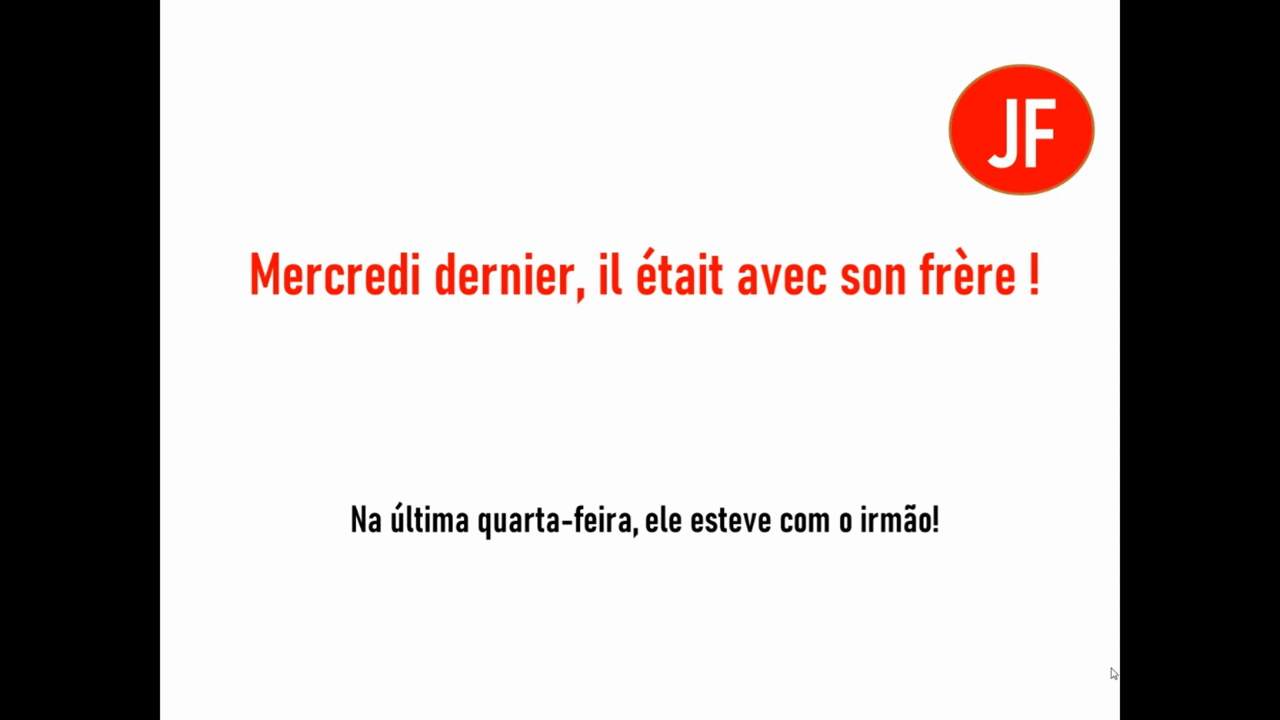 JF
Mercredi dernier, il était avec son frère !
Na última quarta-feira, ele esteve com o irmão!